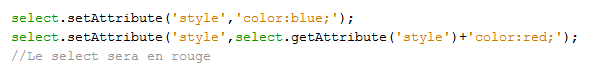 select.setAttribute('style','color:blue;');
select.setAttribute('style',select.getAttribute('style')+'color:red;');
//Le select sera en rouge